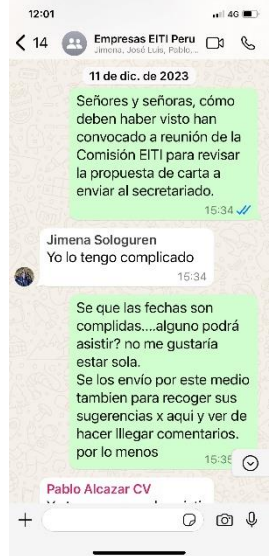 12:01
4G
14
Empresas EITI Peru
Jimena, José Luis, Pablo,...
11 de dic. de 2023
Señores y señoras, cómo
deben haber visto han
convocado a reunión de la
Comisión EITI para revisar
la propuesta de carta a
enviar al secretariado.
15:34
Jimena Sologuren
Yo lo tengo complicado
15:34
Se que las fechas son
complidas....alguno podrá
asistir? no me gustaría
estar sola.
Se los envío por este medio
tambien para recoger sus
sugerencias x aqui y ver de
hacer lllegar comentarios.
por lo menos
15:35
Pablo Alcazar CV